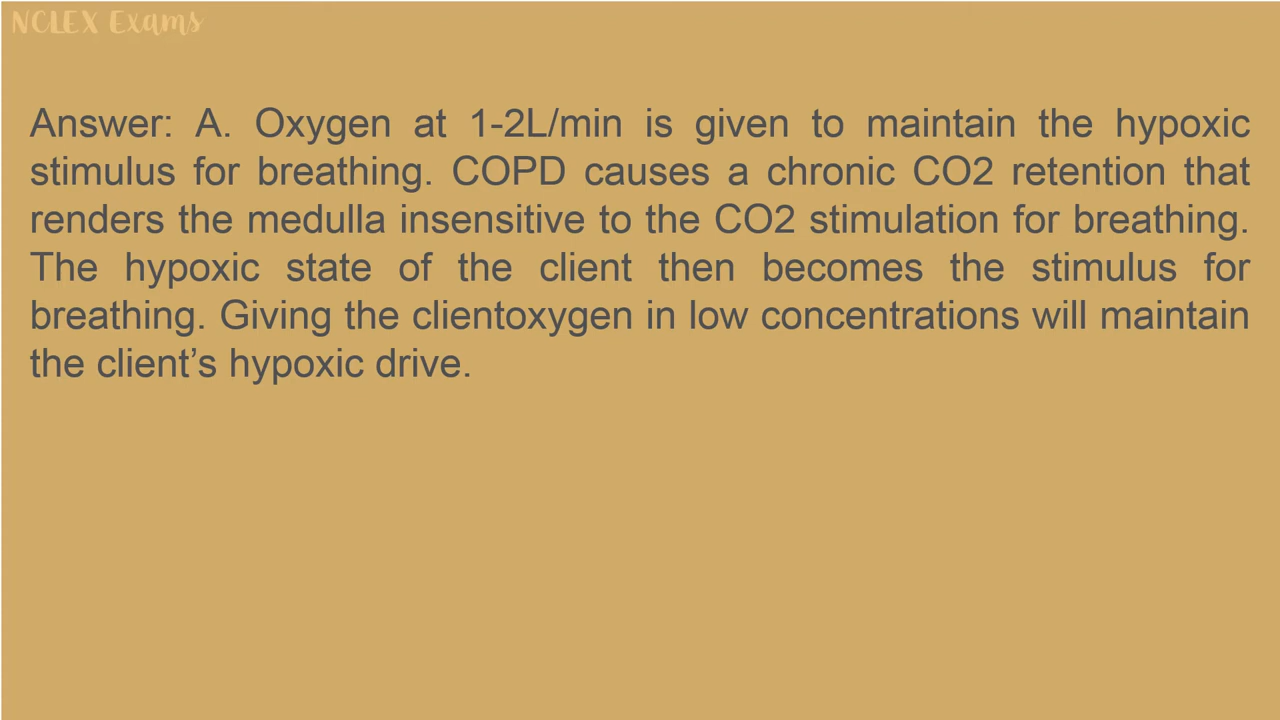 NCLEX Exams
Answer: A. Oxygen at 1-2L/min is given to maintain the hypoxic
stimulus for breathing. COPD causes a chronic CO2 retention that
renders the medulla insensitive to the CO2 stimulation for breathing.
The hypoxic state of the client then becomes the stimulus for
breathing. Giving the clientoxygen in low concentrations will maintain
the client’s hypoxic drive.